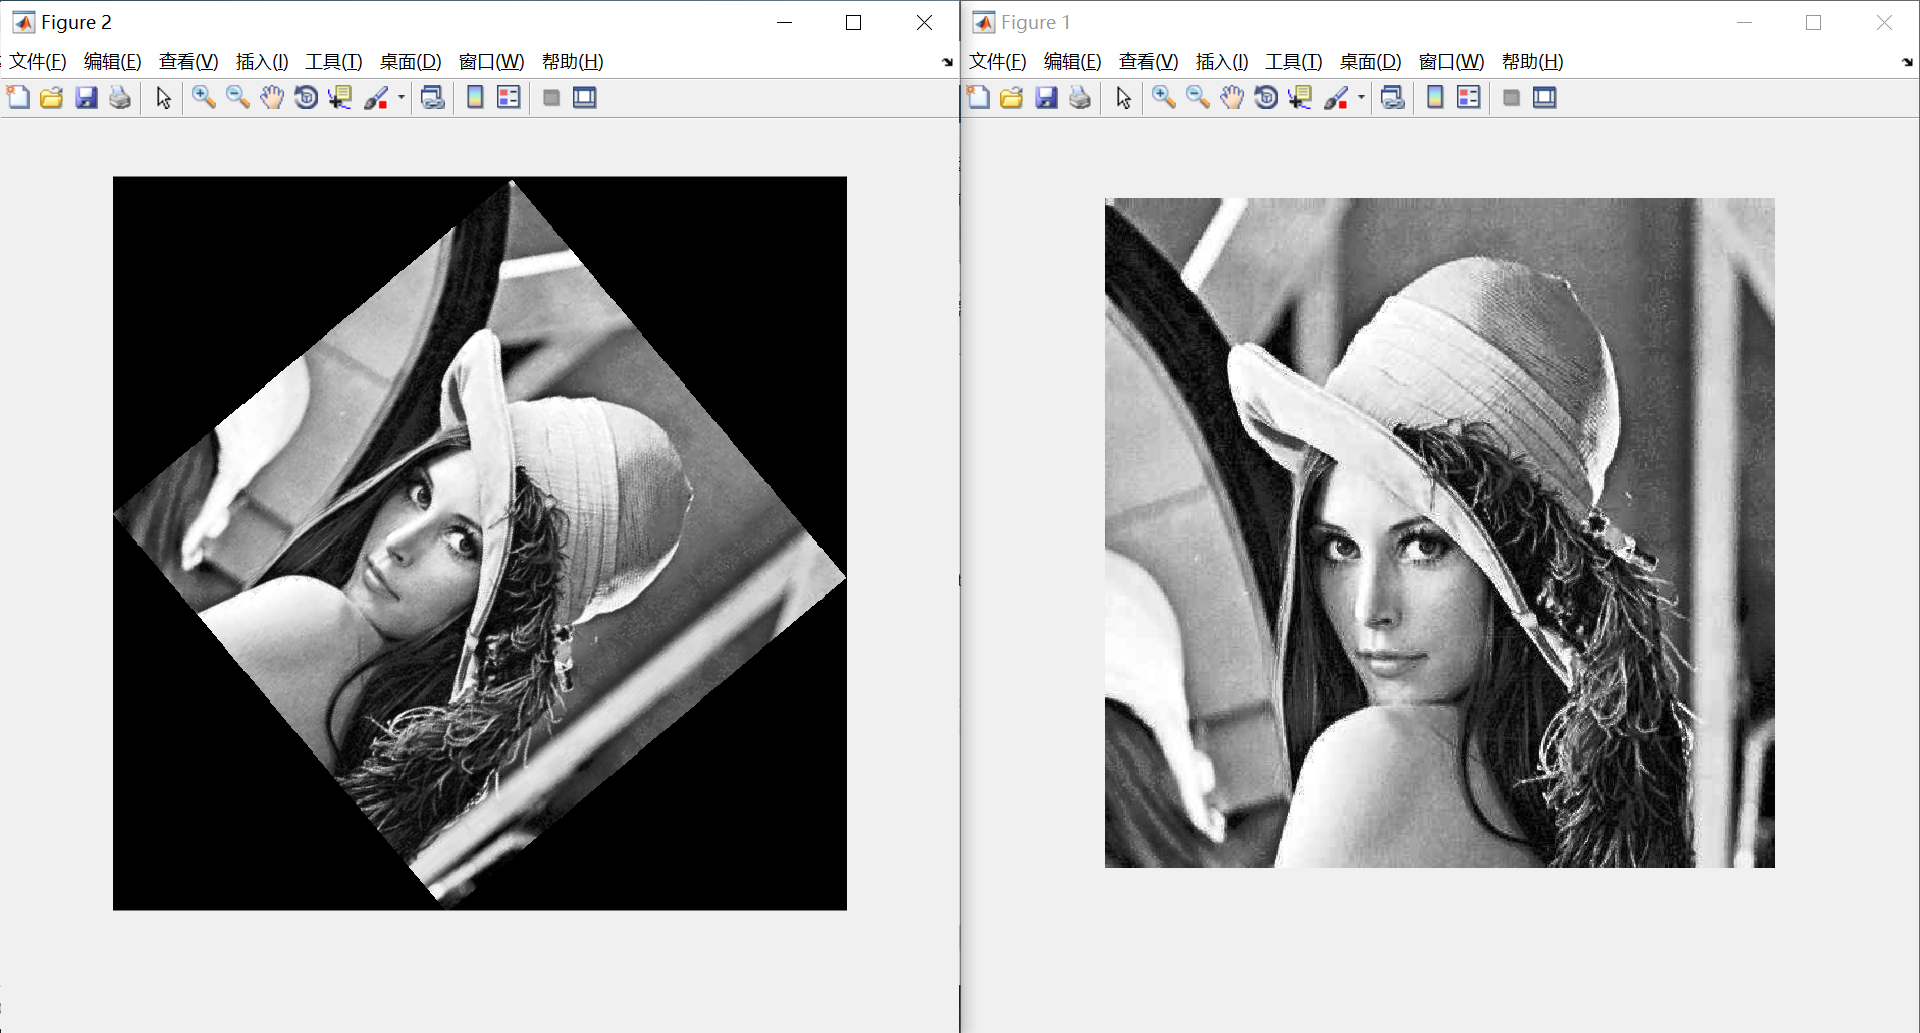 Figure 2
文件(F) 编辑(E) 查看(V) 插入(I) 工具(T) 桌面(D) 窗口(W) 帮助(H)
Figure 1
文件(F) 编辑(E) 查看(V) 插入(I) 工具(T) 桌面(D) 窗口(W) 帮助(H)